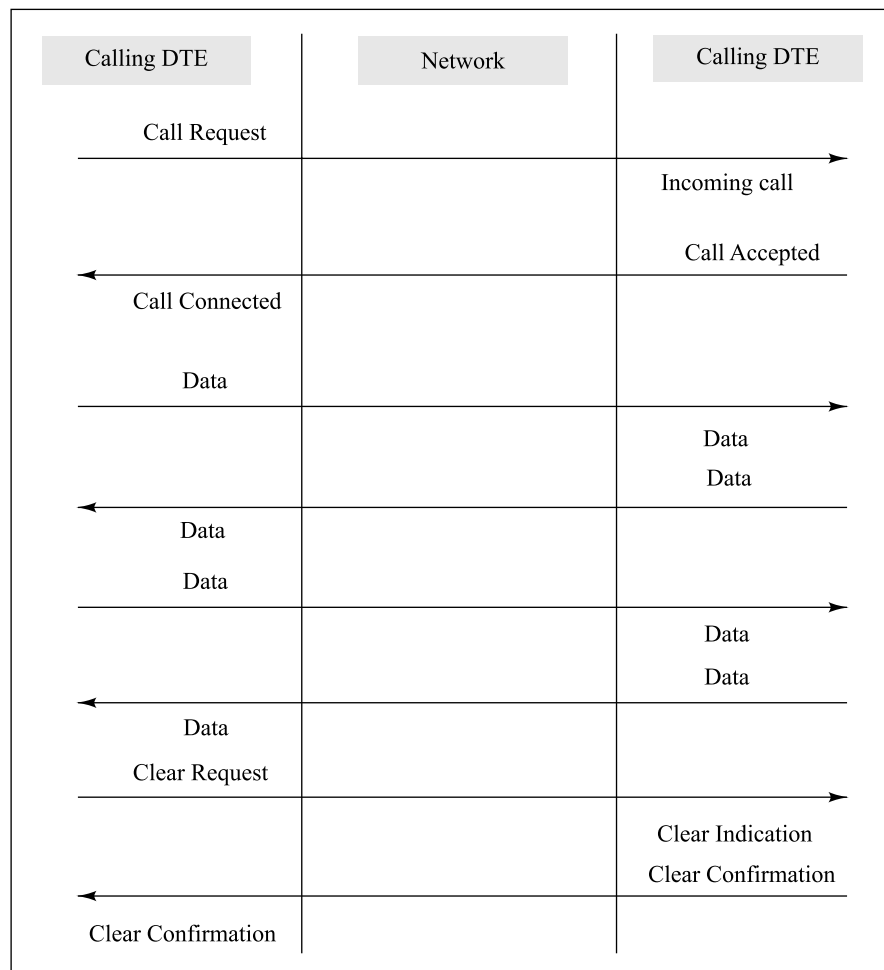 Calling DTE
Network
Calling DTE
Call Request
Incoming call
Call Accepted
Call Connected
Data
Data
Data
Data
Data
Data
Data
Data
Clear Request
Clear Indication
Clear Confirmation
Clear Confirmation